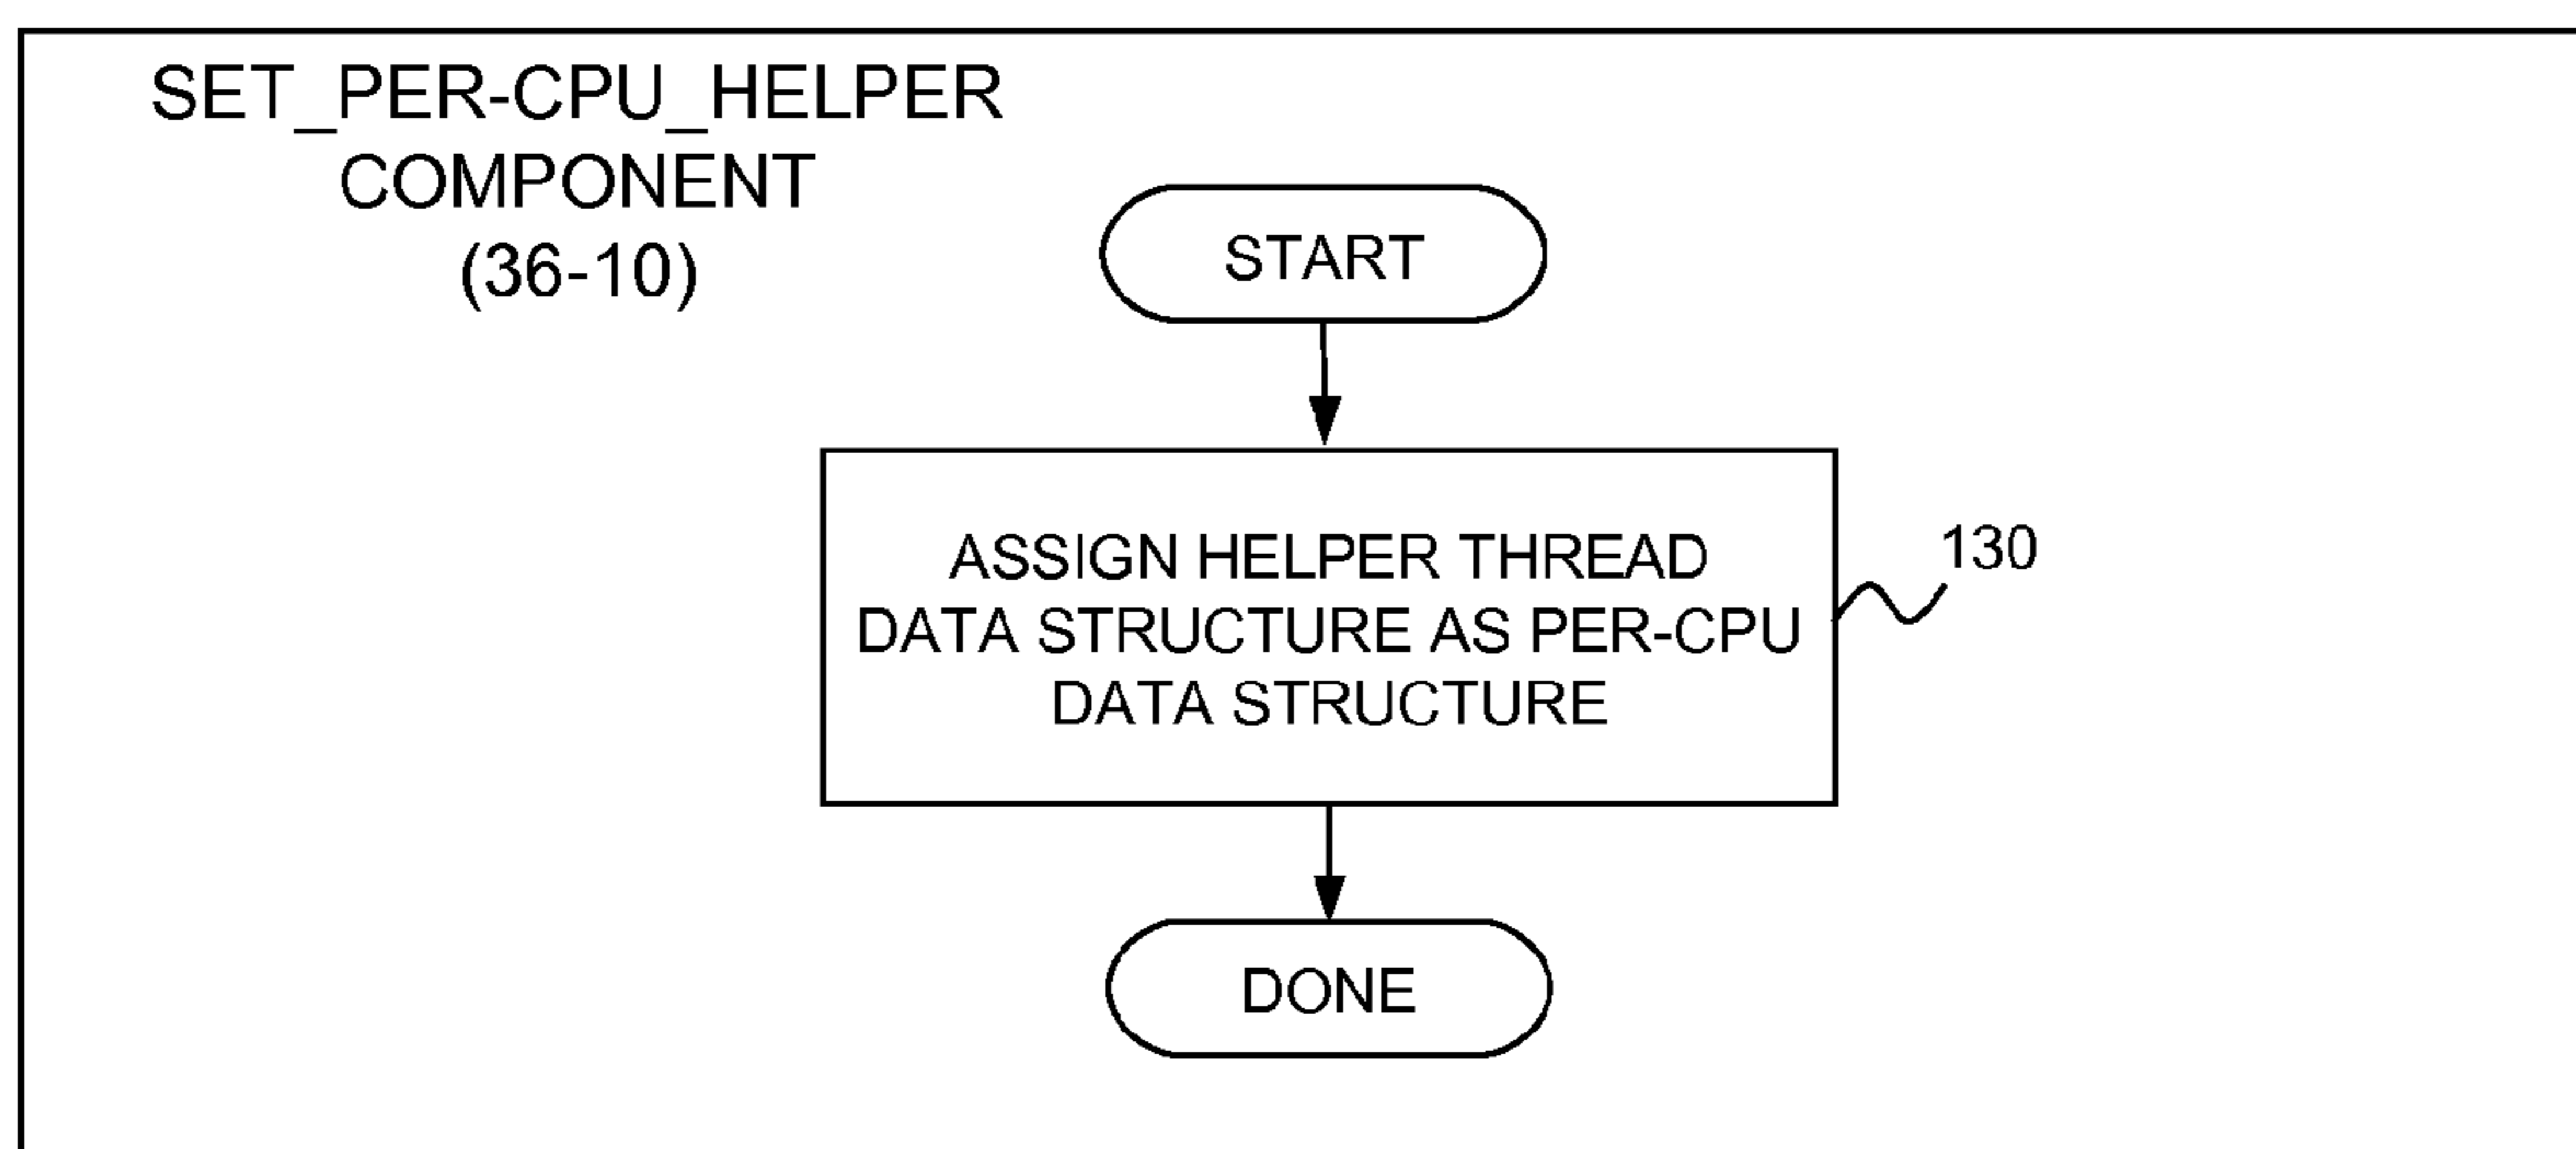 SET_PER-CPU_HELPER
COMPONENT
(36-10)
START
ASSIGN HELPER THREAD
DATA STRUCTURE AS PER-CPU
DATA STRUCTURE
130
DONE